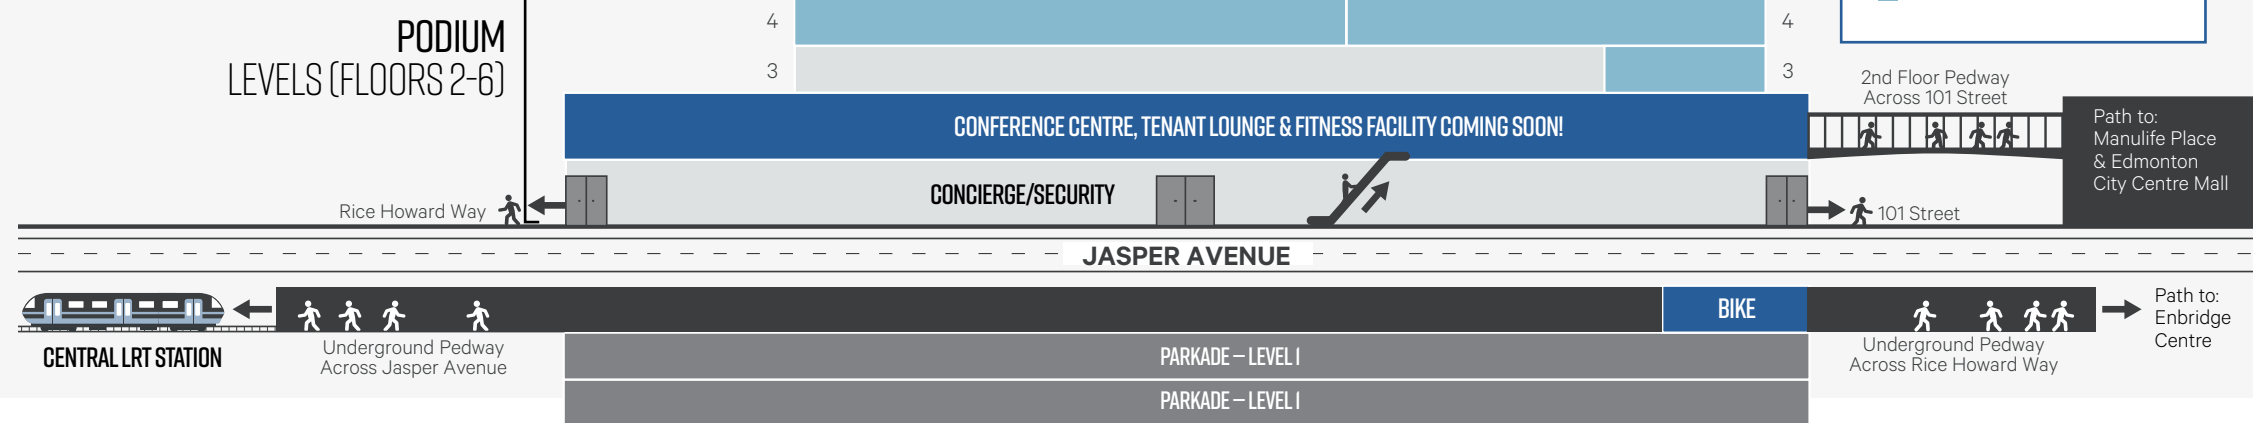 4
4
PODIUM
LEVELS (FLOORS 2-6)
3
3
2nd Floor Pedway
Across 101 Street
CONFERENCE CENTRE, TENANT LOUNGE & FITNESS FACILITY COMING SOON!
Path to:
Manulife Place
& Edmonton
City Centre Mall
CONCIERGE/SECURITY
Rice Howard Way
101 Street
JASPER AVENUE
BIKE
Path to:
Enbridge
Centre
CENTRAL LRT STATION
Underground Pedway
Across Jasper Avenue
PARKADE – LEVEL 1
Underground Pedway
Across Rice Howard Way
PARKADE – LEVEL 1